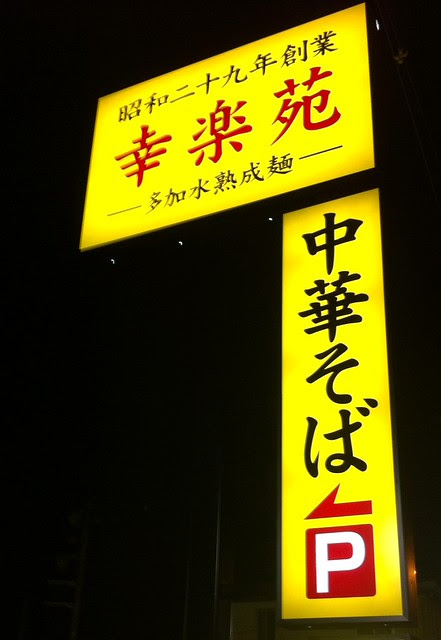 昭和二十九年創業
幸楽苑
多加水熟成麺
中華そば
P